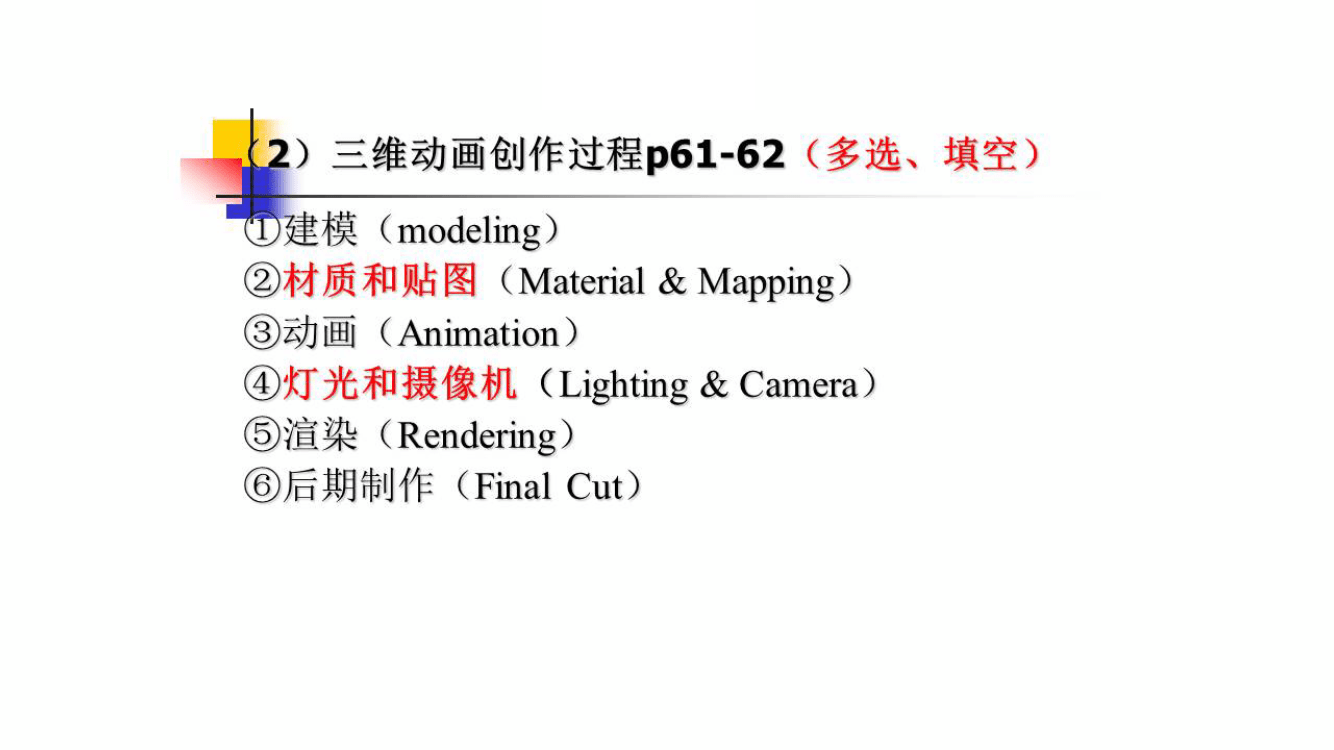 （2）三维动画创作过程p61-62（多选、填空）
①建模（modeling）
②材质和贴图（Material & Mapping）
③动画（Animation）
④灯光和摄像机（Lighting & Camera）
⑤渲染（Rendering）
⑥后期制作（Final Cut）